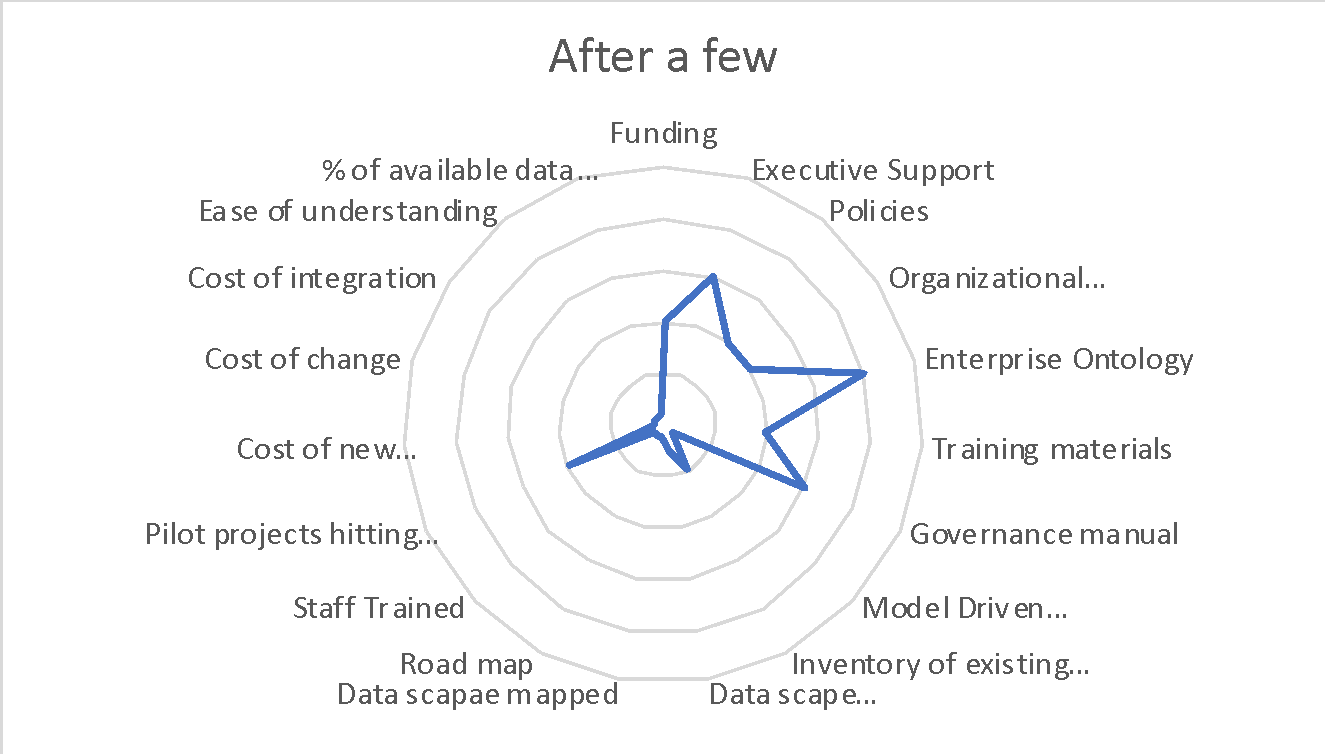 After a few
Funding
Executive Support
Policies
Organizational...
Enterprise Ontology
Training materials
Governance manual
Model Driven...
Inventory of existing...
Data scape...
Data scapae mapped
Road map
Staff Trained
Pilot projects hitting...
Cost of new...
Cost of change
Cost of integration
Ease of understanding
% of available data...